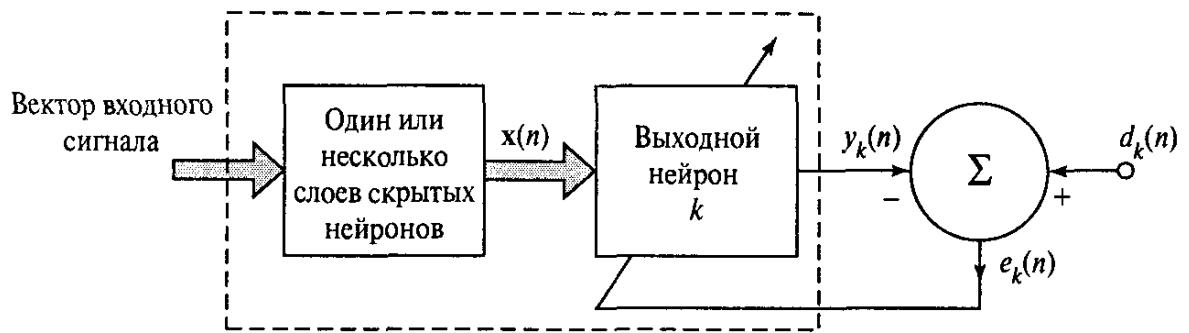 Вектор входного
сигнала
Один или
несколько
слоев скрытых
нейронов
x(n)
Выходной
нейрон
k
y_k(n)
−
Σ
+
d_k(n)
e_k(n)